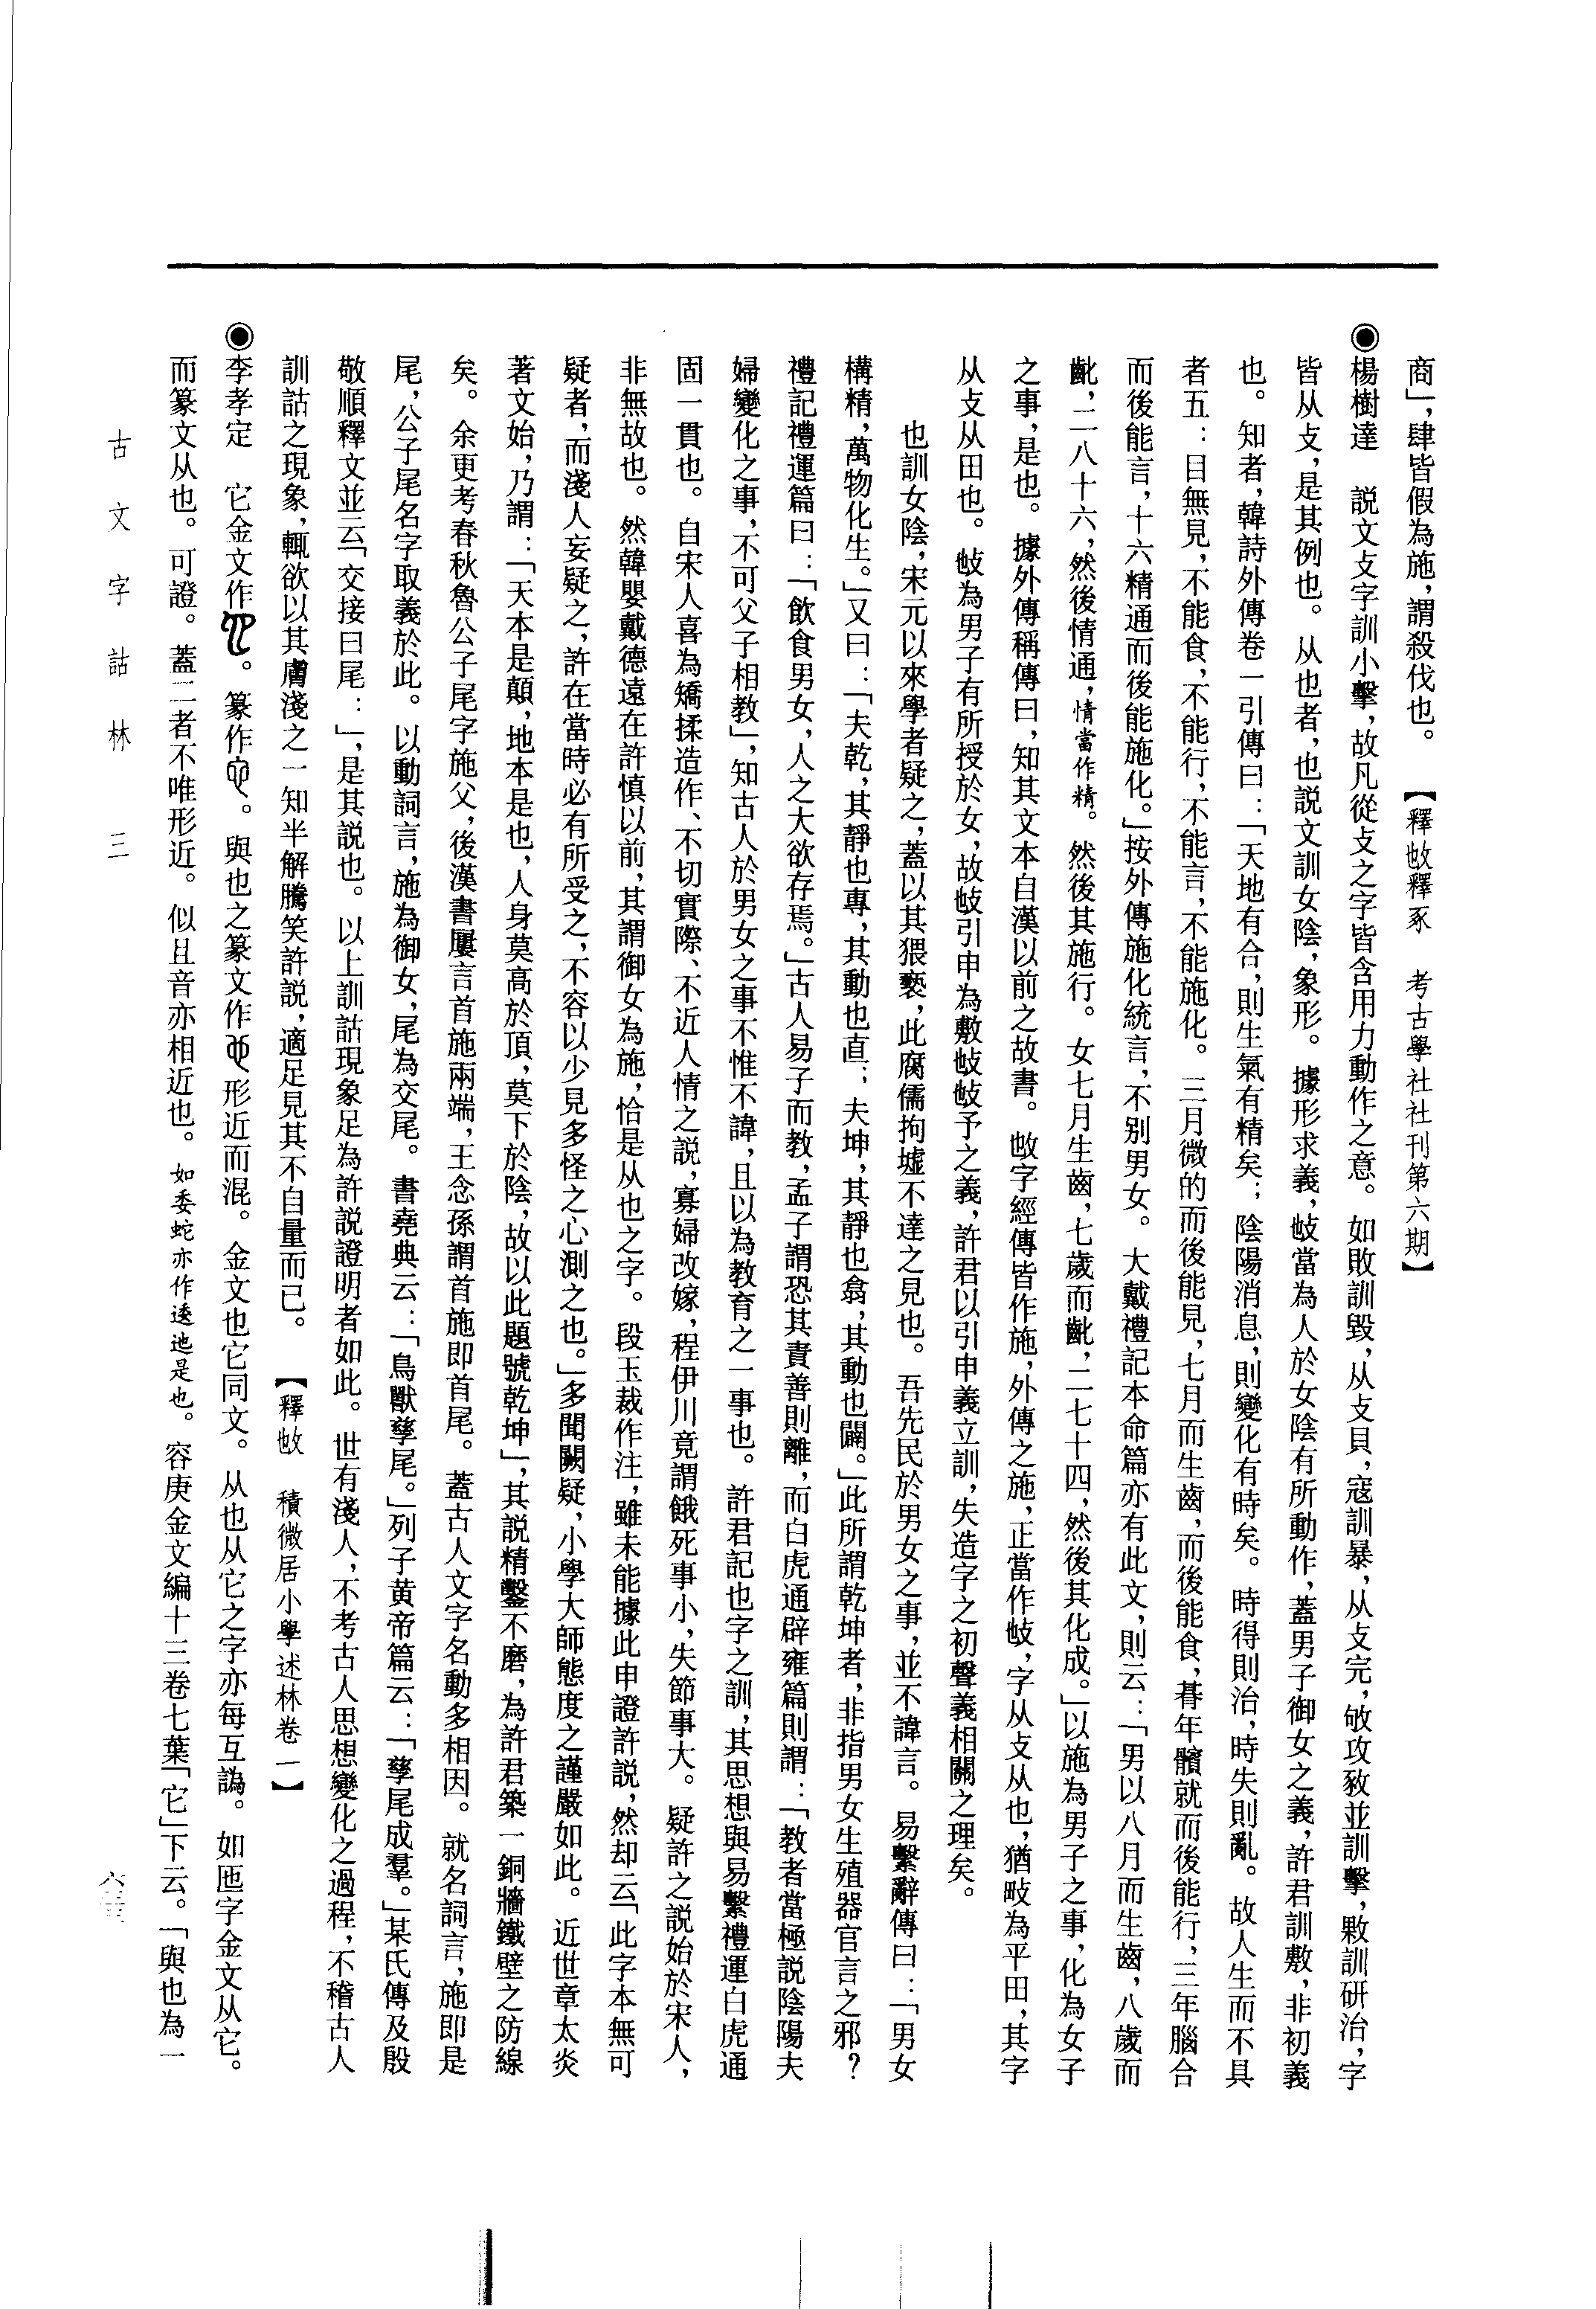 商」，肆皆假為施，謂殺伐也。　【釋㪥釋豕　考古學社社刊第六期】
◉楊樹達　説文攴字訓小擊，故凡從攴之字皆含用力動作之意。如敗訓毀，从攴貝，寇訓暴，从攴完，敂攻敹並訓擊，敤訓研治，字
皆从攴，是其例也。从也者，也説文訓女陰，象形。據形求義，㪥當為人於女陰有所動作，蓋男子御女之義，許君訓敷，非初義
也。知者，韓詩外傳卷一引傳曰：「天地有合，則生氣有精矣；陰陽消息，則變化有時矣。時得則治，時失則亂。故人生而不具
者五：目無見，不能食，不能行，不能言，不能施化。三月微的而後能見，七月而生齒，而後能食，朞年髕就而後能行，三年腦合
而後能言，十六精通而後能施化。」按外傳施化統言，不别男女。大戴禮記本命篇亦有此文，則云：「男以八月而生齒，八歲而
齔，二八十六，然後情通，情當作精。然後其施行。女七月生齒，七歲而齔，二七十四，然後其化成。」以施為男子之事，化為女子
之事，是也。據外傳稱傳曰，知其文本自漢以前之故書。㪥字經傳皆作施，外傳之施，正當作㪥，字从攴从也，猶畋為平田，其字
从攴从田也。㪥為男子有所授於女，故㪥引申為敷㪥㪥予之義，許君以引申義立訓，失造字之初聲義相關之理矣。
也訓女陰，宋元以來學者疑之，蓋以其猥褻，此腐儒拘墟不達之見也。吾先民於男女之事，並不諱言。易繫辭傳曰：「男女
構精，萬物化生。」又曰：「夫乾，其靜也專，其動也直；夫坤，其靜也翕，其動也闢。」此所謂乾坤者，非指男女生殖器官言之邪？
禮記禮運篇曰：「飲食男女，人之大欲存焉。」古人易子而教，孟子謂恐其責善則離，而白虎通辟雍篇則謂：「教者當極説陰陽夫
婦變化之事，不可父子相教」，知古人於男女之事不惟不諱，且以為教育之一事也。許君記也字之訓，其思想與易繫禮運白虎通
固一貫也。自宋人喜為矯揉造作、不切實際、不近人情之説，寡婦改嫁，程伊川竟謂餓死事小，失節事大。疑許之説始於宋人，
非無故也。然韓嬰戴德遠在許慎以前，其謂御女為施，恰是从也之字。段玉裁作注，雖未能據此申證許説，然却云「此字本無可
疑者，而淺人妄疑之，許在當時必有所受之，不容以少見多怪之心測之也。」多聞闕疑，小學大師態度之謹嚴如此。近世章太炎
著文始，乃謂：「天本是顛，地本是也，人身莫高於頂，莫下於陰，故以此題號乾坤」，其説精鑿不磨，為許君築一銅牆鐵壁之防線
矣。余更考春秋魯公子尾字施父，後漢書屢言首施兩端，王念孫謂首施即首尾。蓋古人文字名動多相因。就名詞言，施即是
尾，公子尾名字取義於此。以動詞言，施為御女，尾為交尾。書堯典云：「鳥獸孳尾。」列子黄帝篇云：「孳尾成羣。」某氏傳及殷
敬順釋文並云「交接曰尾：」，是其説也。以上訓詁現象足為許説證明者如此。世有淺人，不考古人思想變化之過程，不稽古人
訓詁之現象，輒欲以其膚淺之一知半解騰笑許説，適足見其不自量而已。　【釋㪥　積微居小學述林卷一】
◉李孝定　它金文作。篆作。與也之篆文作形近而混。金文也它同文。从也从它之字亦每互譌。如匜字金文从它。
而篆文从也。可證。蓋二者不唯形近。似且音亦相近也。如委蛇亦作逶迆是也。容庚金文編十三卷七葉「它」下云。「與也為一
古文字詁林　三